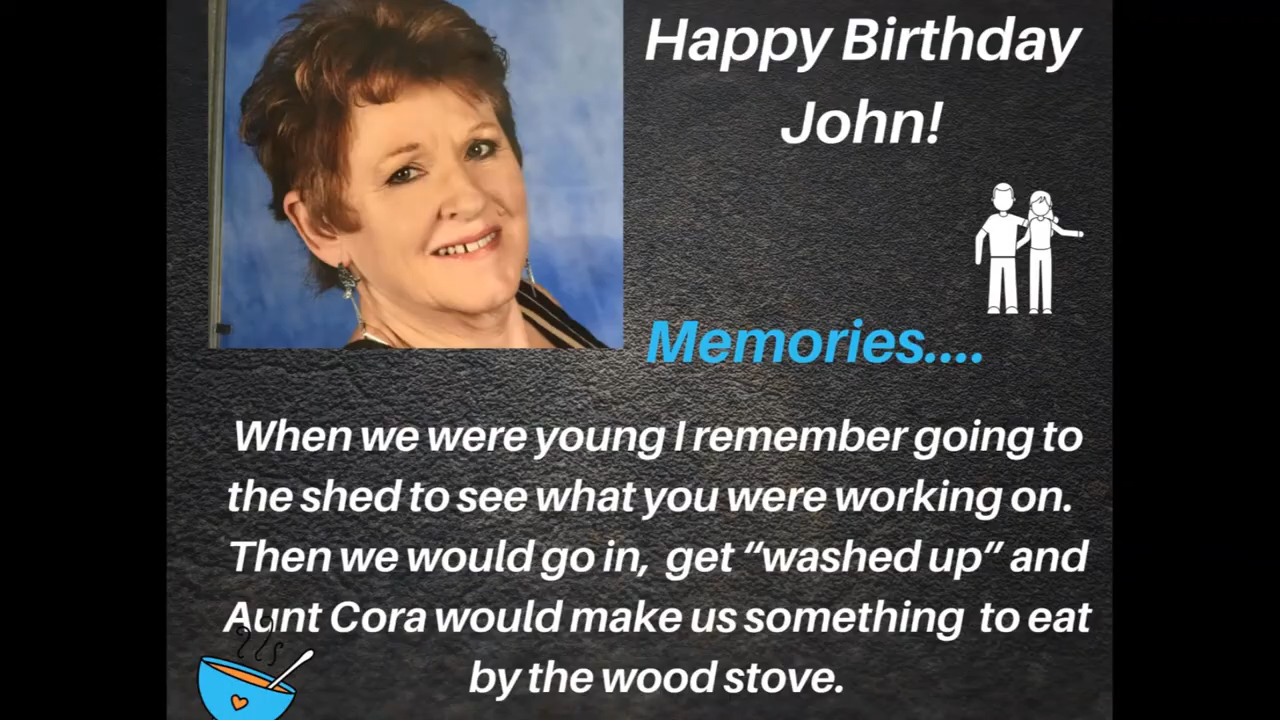 Happy Birthday
John!
Memories....
When we were young I remember going to
the shed to see what you were working on.
Then we would go in, get “washed up” and
Aunt Cora would make us something to eat
by the wood stove.